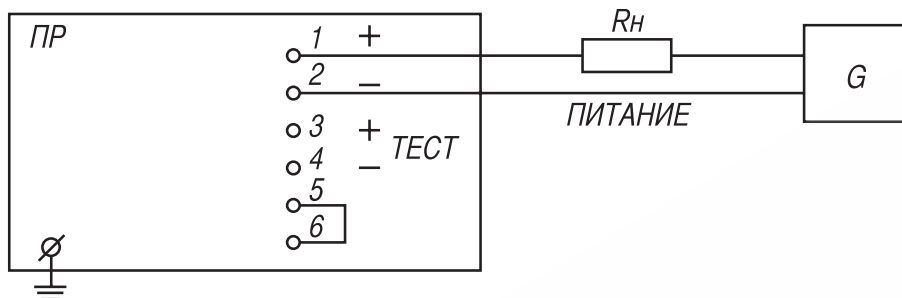 ПР
1 +
2 −
3 +
4 −
ТЕСТ
5
6
Rн
ПИТАНИЕ
G